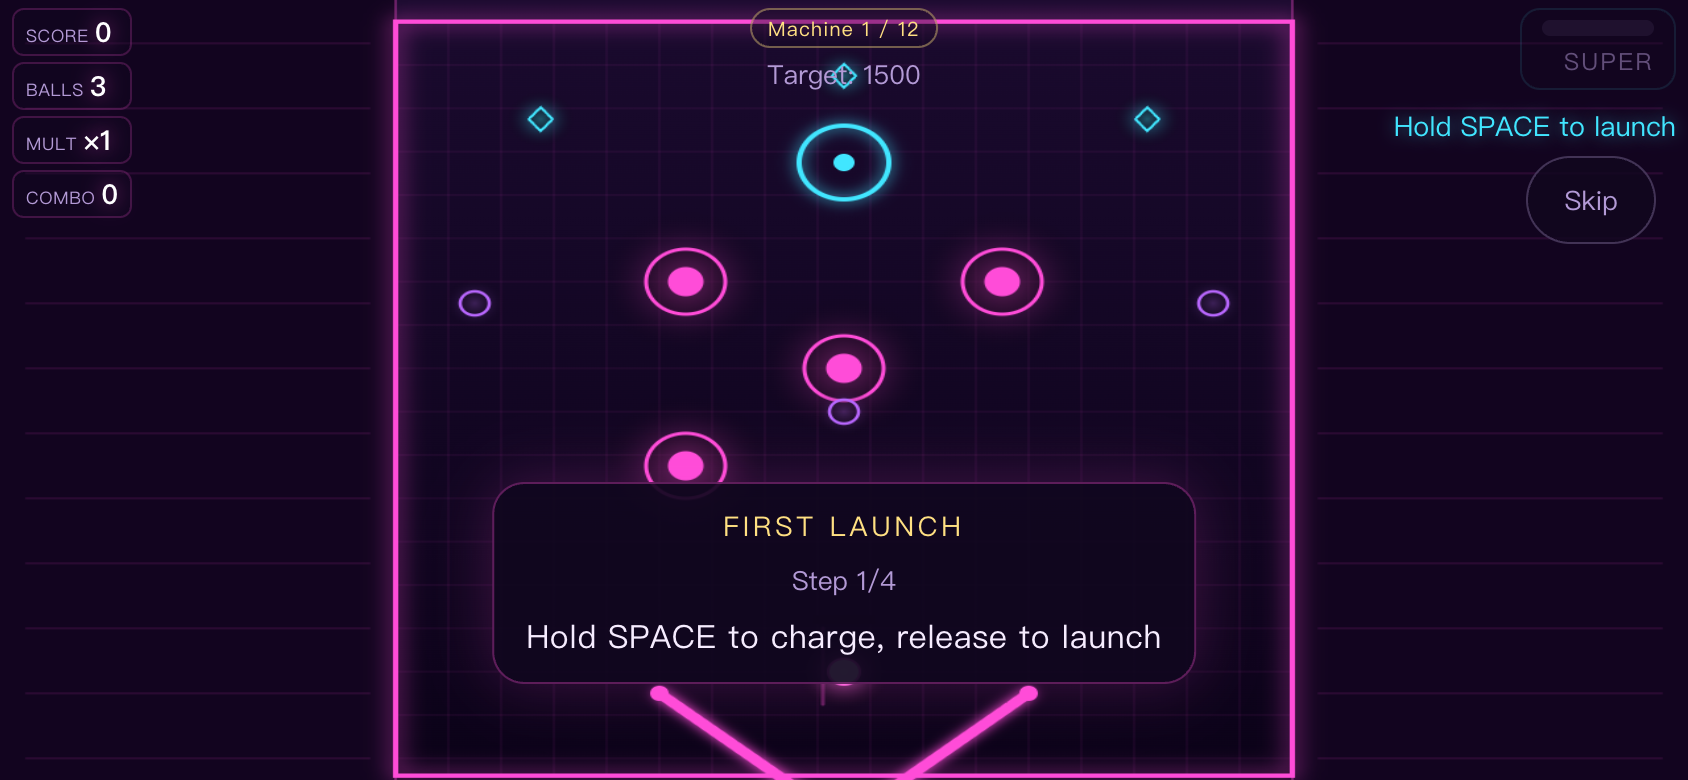 SCORE 0
BALLS 3
MULT ×1
COMBO 0
Machine 1 / 12
Target: 1500
SUPER
Hold SPACE to launch
Skip
FIRST LAUNCH
Step 1/4
Hold SPACE to charge, release to launch